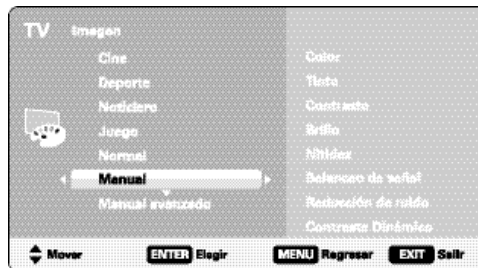 TV Imagen
Cine
Deporte
Noticiero
Juego
Normal
Manual
Manual avanzado
Color
Tinte
Contraste
Brillo
Nitidez
Balanceo de señal
Reducción de ruido
Contraste Dinámico
Mover ENTER Elegir MENU Regresar EXIT Salir